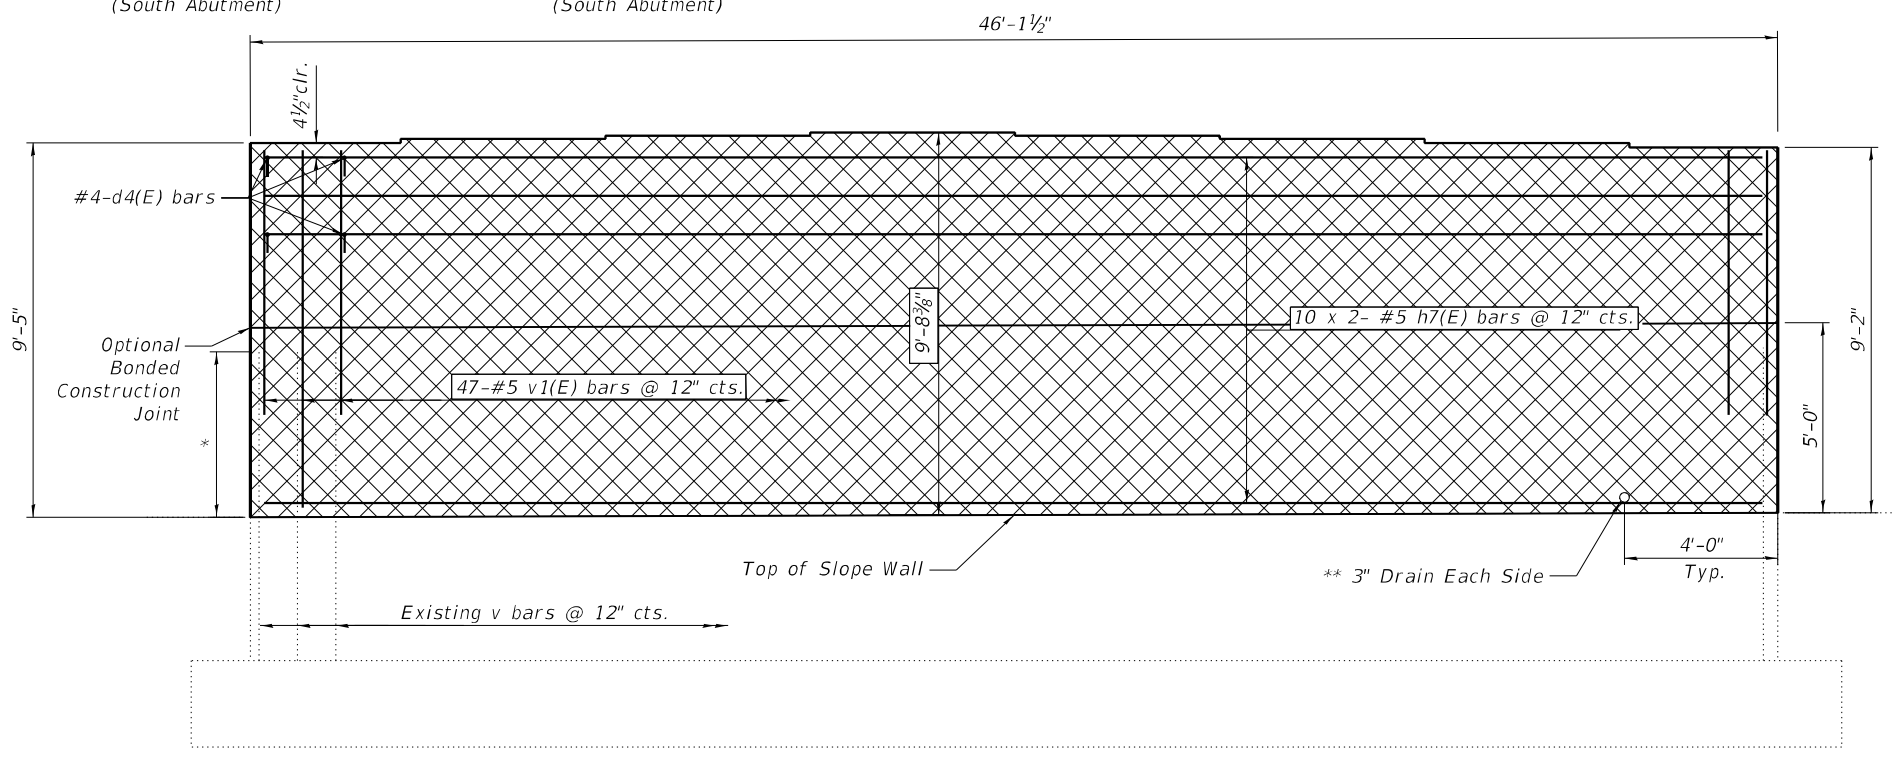 (South Abutment)
(South Abutment)
46'-1½"
4½"clr.
#4-d4(E) bars
9'-5"
9'-8⅜"
10 x 2- #5 h7(E) bars @ 12" cts.
9'-2"
Optional
Bonded
Construction
Joint
47-#5 v1(E) bars @ 12" cts.
*
5'-0"
Top of Slope Wall
** 3" Drain Each Side
4'-0"
Typ.
Existing v bars @ 12" cts.